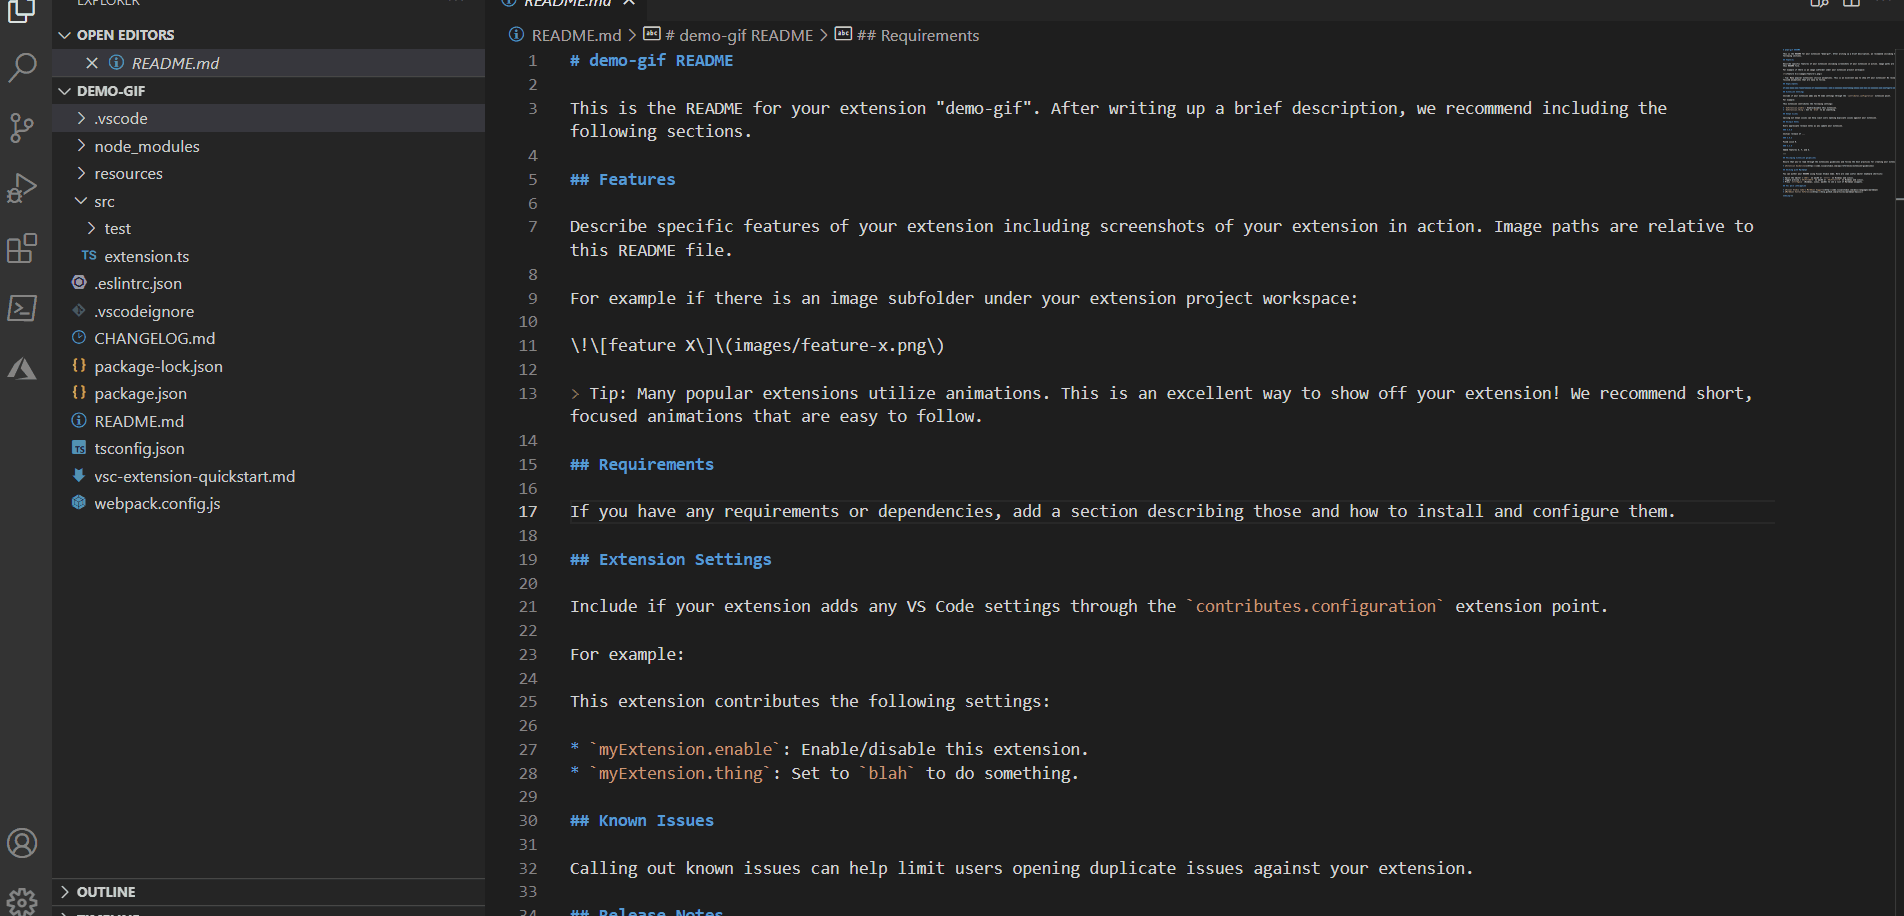 EXPLORER
OPEN EDITORS
README.md
DEMO-GIF
.vscode
node_modules
resources
src
test
TS extension.ts
.eslintrc.json
.vscodeignore
CHANGELOG.md
{} package-lock.json
{} package.json
README.md
TS tsconfig.json
vsc-extension-quickstart.md
webpack.config.js
OUTLINE
TIMELINE
README.md
README.md > abc # demo-gif README > abc ## Requirements
1 # demo-gif README
2
3 This is the README for your extension "demo-gif". After writing up a brief description, we recommend including the
following sections.
4
5 ## Features
6
7 Describe specific features of your extension including screenshots of your extension in action. Image paths are relative to
this README file.
8
9 For example if there is an image subfolder under your extension project workspace:
10
11 \!\[feature X\]\(images/feature-x.png\)
12
13 > Tip: Many popular extensions utilize animations. This is an excellent way to show off your extension! We recommend short,
focused animations that are easy to follow.
14
15 ## Requirements
16
17 If you have any requirements or dependencies, add a section describing those and how to install and configure them.
18
19 ## Extension Settings
20
21 Include if your extension adds any VS Code settings through the `contributes.configuration` extension point.
22
23 For example:
24
25 This extension contributes the following settings:
26
27 * `myExtension.enable`: Enable/disable this extension.
28 * `myExtension.thing`: Set to `blah` to do something.
29
30 ## Known Issues
31
32 Calling out known issues can help limit users opening duplicate issues against your extension.
33
34 ## Release Notes